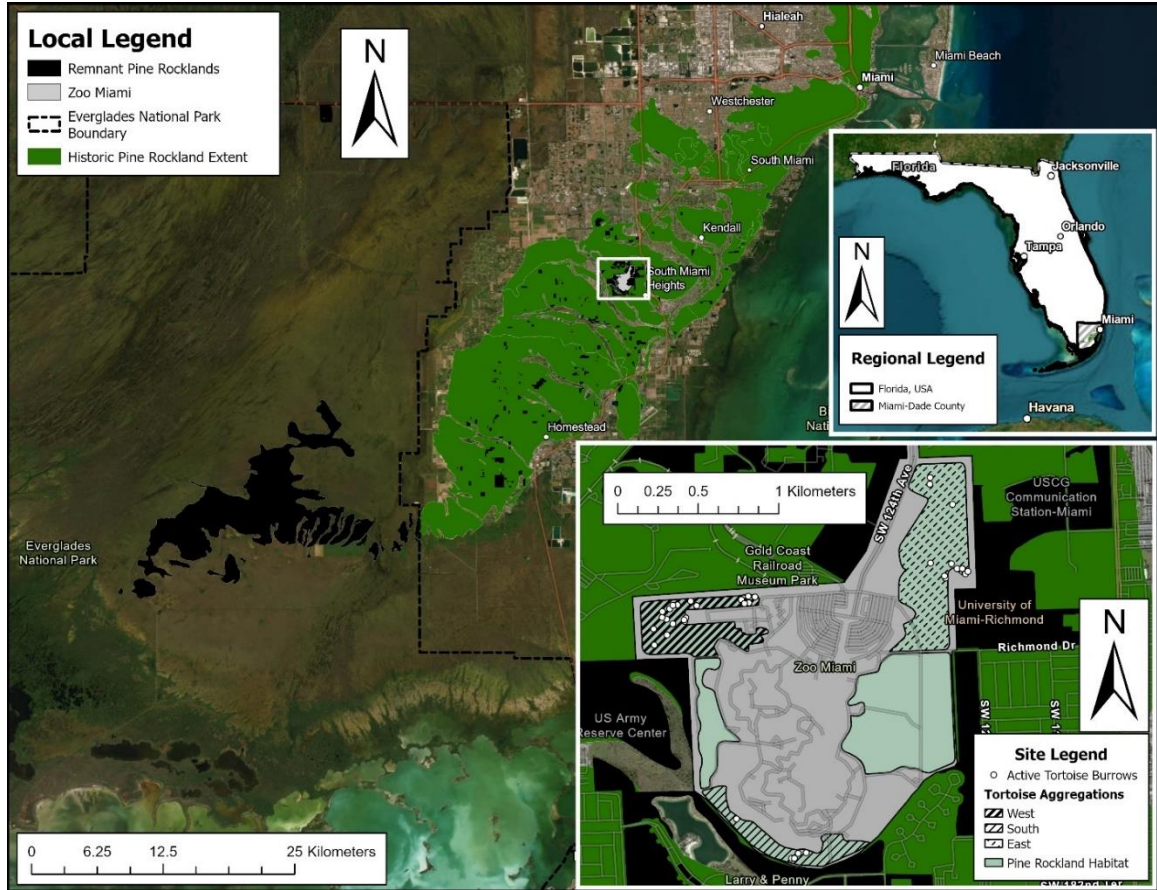 Local Legend
Remnant Pine Rocklands
Zoo Miami
Everglades National Park
Boundary
Historic Pine Rockland Extent
N
Hialeah
Miami Beach
Miami
Westchester
South Miami
Kendall
South Miami
Heights
Homestead
Everglades
National Park
0 6.25 12.5 25 Kilometers
Florida
Jacksonville
Orlando
Tampa
Miami
Havana
N
Regional Legend
Florida, USA
Miami-Dade County
0 0.25 0.5 1 Kilometers
SW 124th Ave
USCG
Communication
Station-Miami
Gold Coast
Railroad
Museum Park
University of
Miami-Richmond
Richmond Dr
Zoo Miami
US Army
Reserve Center
Larry & Penny
N
Site Legend
Active Tortoise Burrows
Tortoise Aggregations
West
South
East
Pine Rockland Habitat